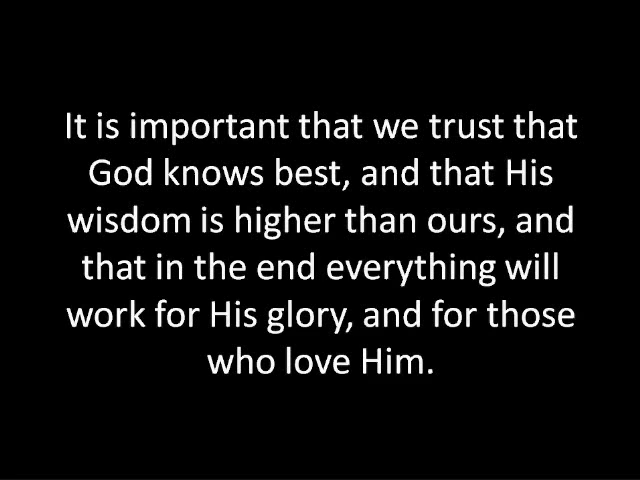 It is important that we trust that
God knows best, and that His
wisdom is higher than ours, and
that in the end everything will
work for His glory, and for those
who love Him.